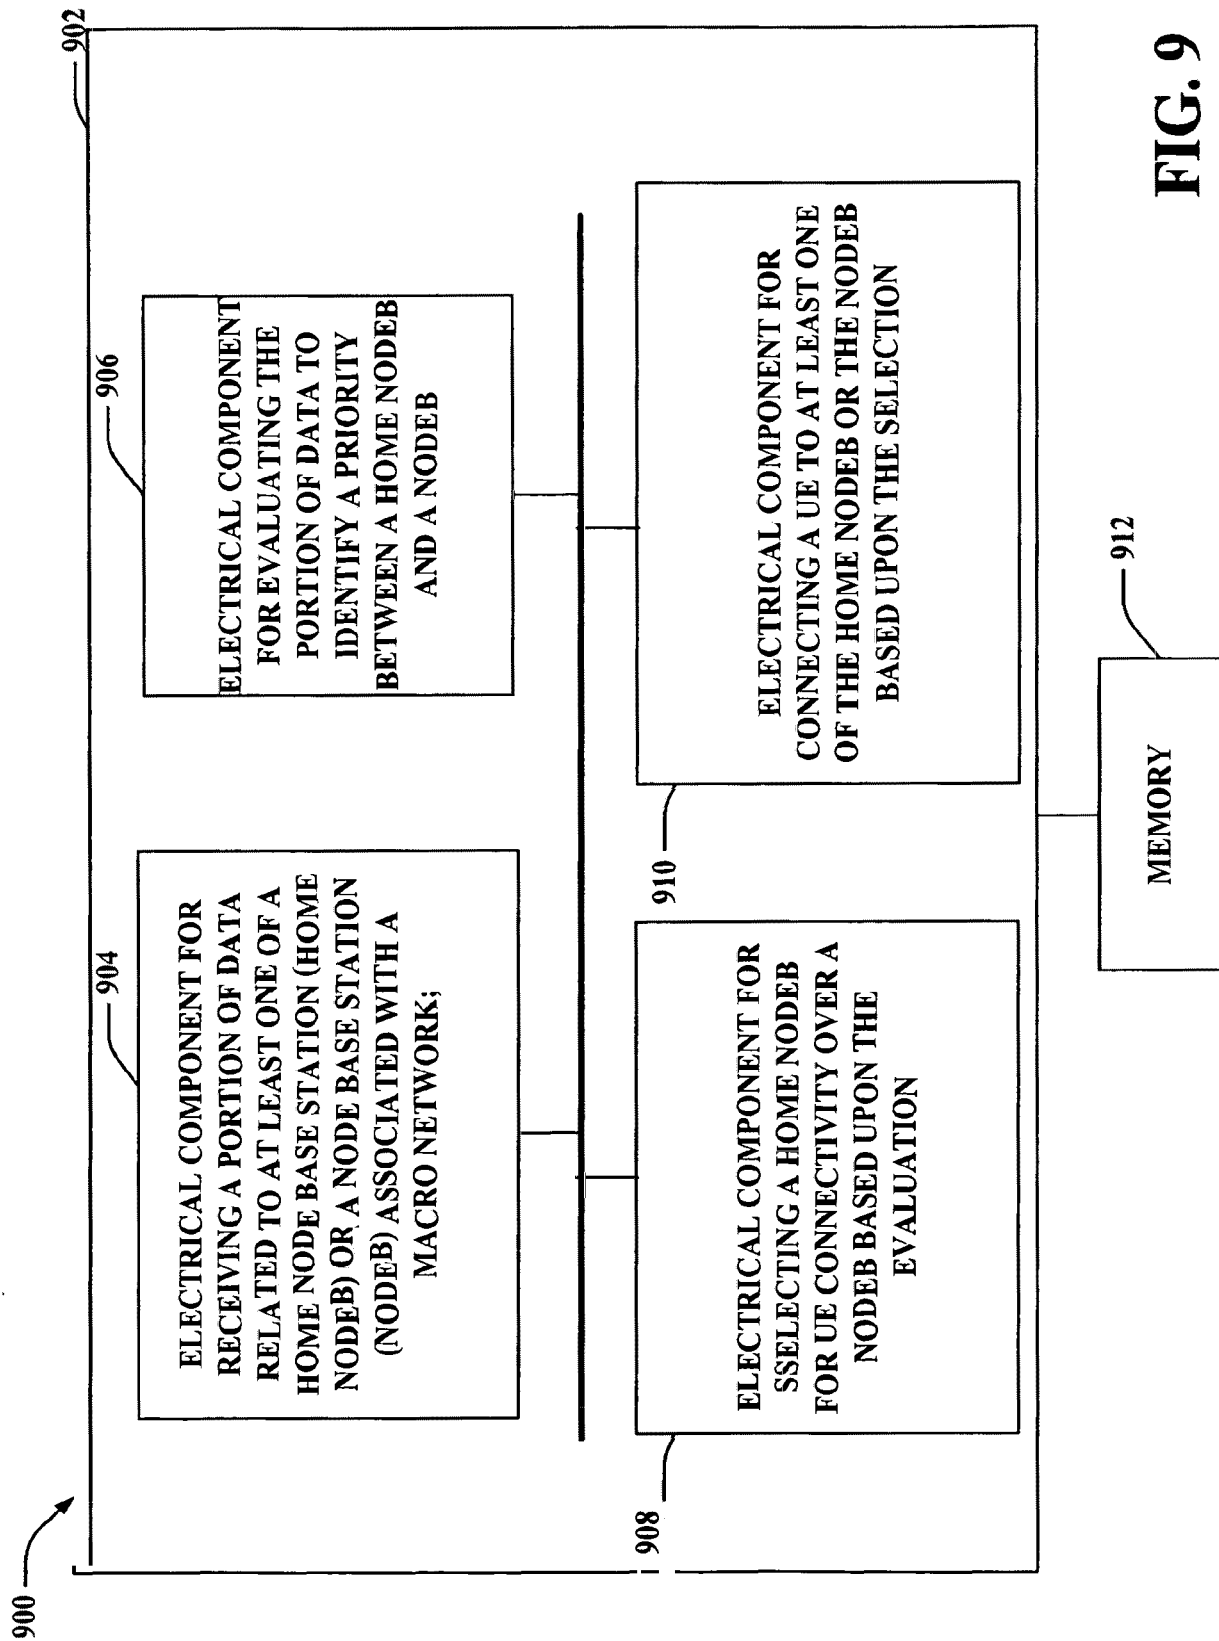 900
902
904
ELECTRICAL COMPONENT FOR
RECEIVING A PORTION OF DATA
RELATED TO AT LEAST ONE OF A
HOME NODE BASE STATION (HOME
NODEB) OR A NODE BASE STATION
(NODEB) ASSOCIATED WITH A
MACRO NETWORK;
906
ELECTRICAL COMPONENT
FOR EVALUATING THE
PORTION OF DATA TO
IDENTIFY A PRIORITY
BETWEEN A HOME NODEB
AND A NODEB
908
ELECTRICAL COMPONENT FOR
SSELECTING A HOME NODEB
FOR UE CONNECTIVITY OVER A
NODEB BASED UPON THE
EVALUATION
910
ELECTRICAL COMPONENT FOR
CONNECTING A UE TO AT LEAST ONE
OF THE HOME NODEB OR THE NODEB
BASED UPON THE SELECTION
912
MEMORY
FIG. 9